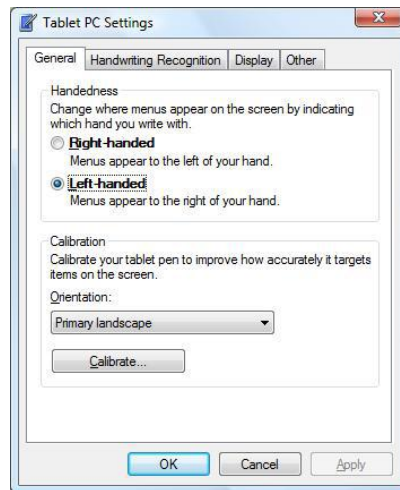 Tablet PC Settings
General Handwriting Recognition Display Other
Handedness
Change where menus appear on the screen by indicating
which hand you write with.
Right-handed
Menus appear to the left of your hand.
Left-handed
Menus appear to the right of your hand.
Calibration
Calibrate your tablet pen to improve how accurately it targets
items on the screen.
Orientation:
Primary landscape
Calibrate...
OK Cancel Apply